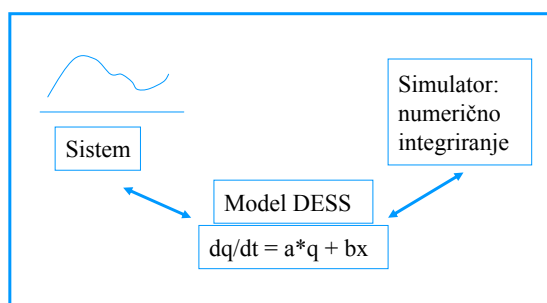 Sistem
Simulator:
numerično
integriranje
Model DESS
dq/dt = a*q + bx